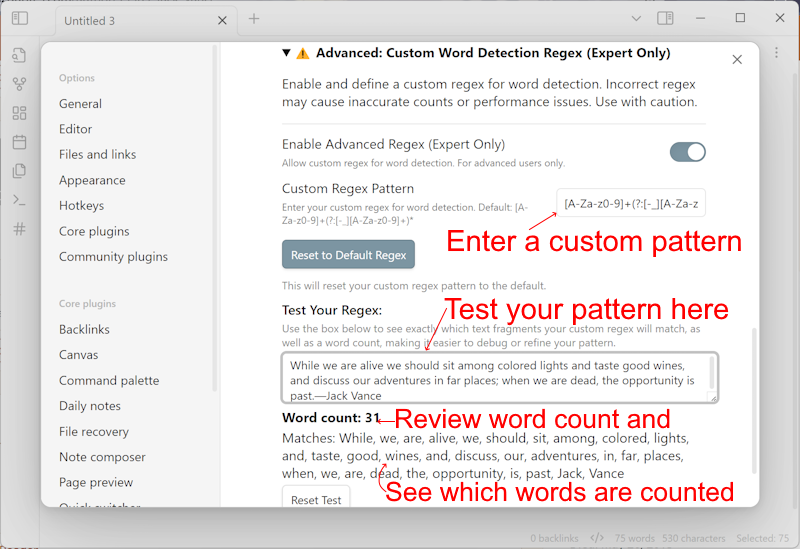 Untitled 3
Options
General
Editor
Files and links
Appearance
Hotkeys
Core plugins
Community plugins
Core plugins
Backlinks
Canvas
Command palette
Daily notes
File recovery
Note composer
Page preview
Quick switcher
Advanced: Custom Word Detection Regex (Expert Only)
Enable and define a custom regex for word detection. Incorrect regex
may cause inaccurate counts or performance issues. Use with caution.
Enable Advanced Regex (Expert Only)
Allow custom regex for word detection. For advanced users only.
Custom Regex Pattern
Enter your custom regex for word detection. Default: [A-
Za-z0-9]+(?:[-_][A-Za-z0-9]+)*
[A-Za-z0-9]+(?:[-_][A-Za-z
Enter a custom pattern
Reset to Default Regex
This will reset your custom regex pattern to the default.
Test Your Regex:
Test your pattern here
Use the box below to see exactly which text fragments your custom regex will match, as
well as a word count, making it easier to debug or refine your pattern.
While we are alive we should sit among colored lights and taste good wines,
and discuss our adventures in far places; when we are dead, the opportunity is
past.—Jack Vance
Word count: 31
Review word count and
Matches: While, we, are, alive, we, should, sit, among, colored, lights,
and, taste, good, wines, and, discuss, our, adventures, in, far, places,
when, we, are, dead, the, opportunity, is, past, Jack, Vance
See which words are counted
Reset Test
0 backlinks
75 words
530 characters
Selected: 75